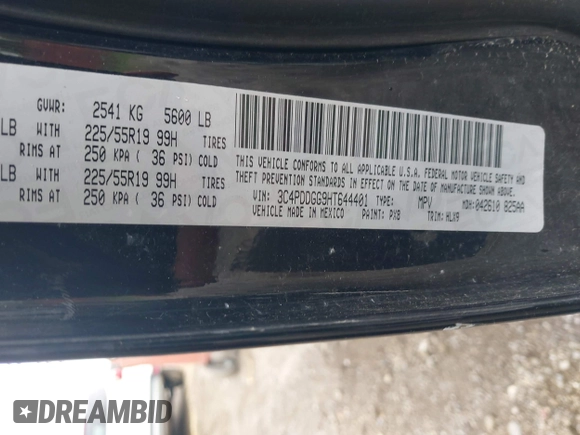 GVWR: 2541 KG 5600 LB
LB WITH 225/55R19 99H TIRES
RIMS AT 250 KPA ( 36 PSI) COLD
LB WITH 225/55R19 99H TIRES
RIMS AT 250 KPA ( 36 PSI) COLD
THIS VEHICLE CONFORMS TO ALL APPLICABLE U.S.A. FEDERAL MOTOR VEHICLE SAFETY AND
THEFT PREVENTION STANDARDS IN EFFECT ON THE DATE OF MANUFACTURE SHOWN ABOVE.
VIN: 3C4PDDGG9HT644401 TYPE: MPV MDH: 042610 825AA
VEHICLE MADE IN MEXICO PAINT: PXB TRIM: HLX9
DREAMBID